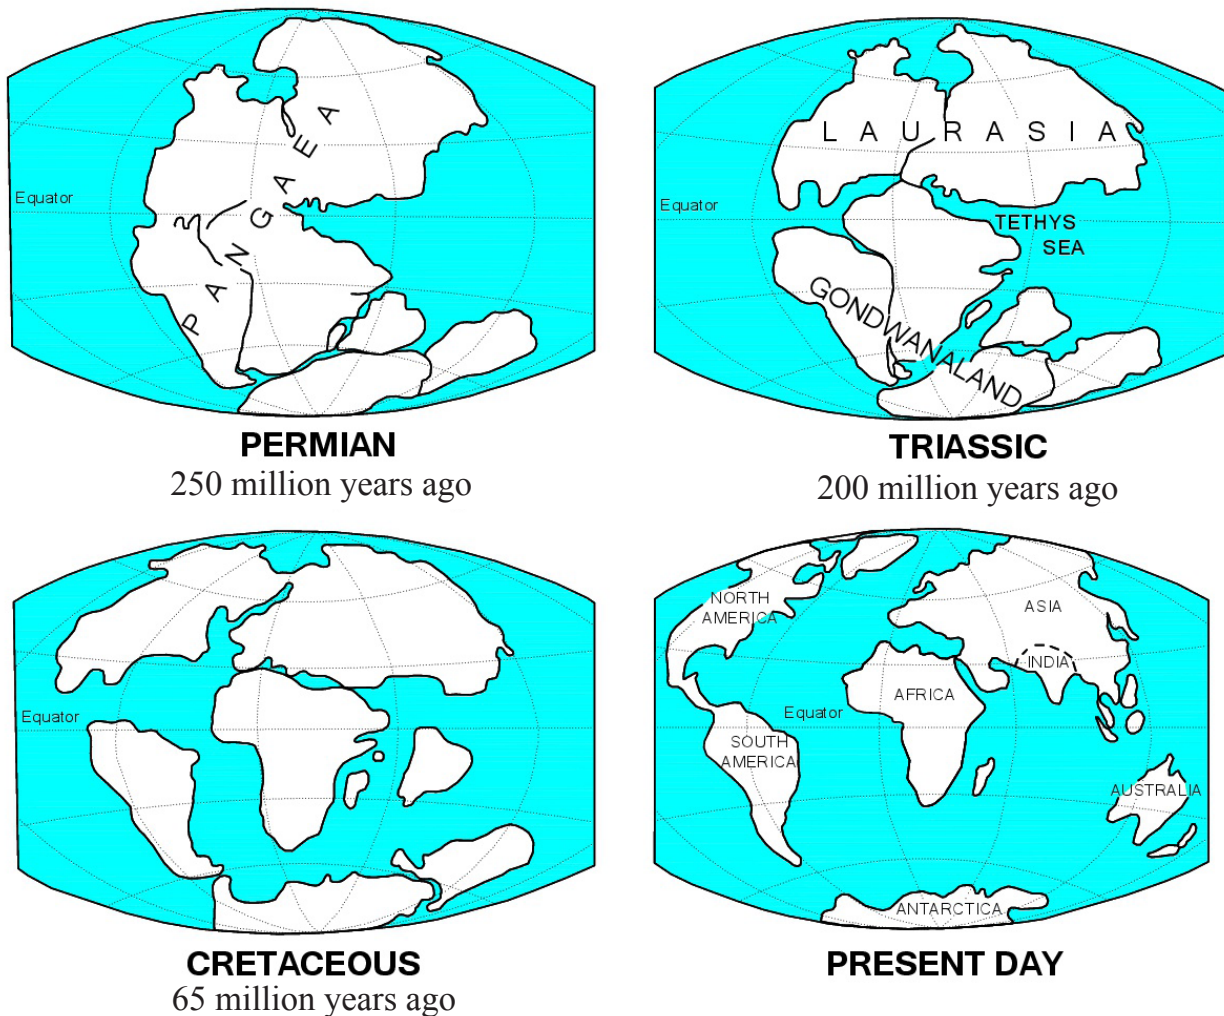 PANGAEA
Equator
PERMIAN
250 million years ago
LAURASIA
Equator
TETHYS
SEA
GONDWANALAND
TRIASSIC
200 million years ago
Equator
CRETACEOUS
65 million years ago
NORTH
AMERICA
ASIA
INDIA
AFRICA
Equator
SOUTH
AMERICA
AUSTRALIA
ANTARCTICA
PRESENT DAY